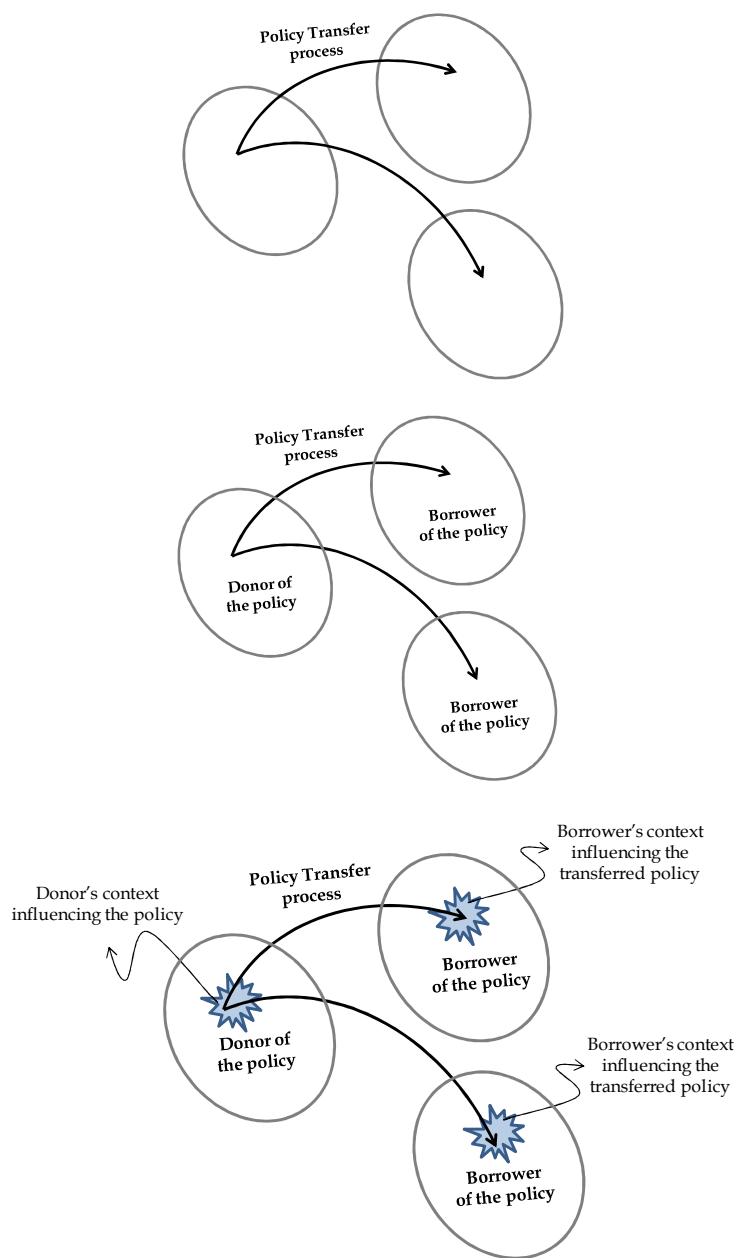 Policy Transfer
process
Policy Transfer
process
Borrower
of the policy
Donor of
the policy
Borrower
of the policy
Borrower's context
influencing the
transferred policy
Policy Transfer
process
Donor's context
influencing the policy
Borrower
of the policy
Donor of
the policy
Borrower's context
influencing the
transferred policy
Borrower
of the policy